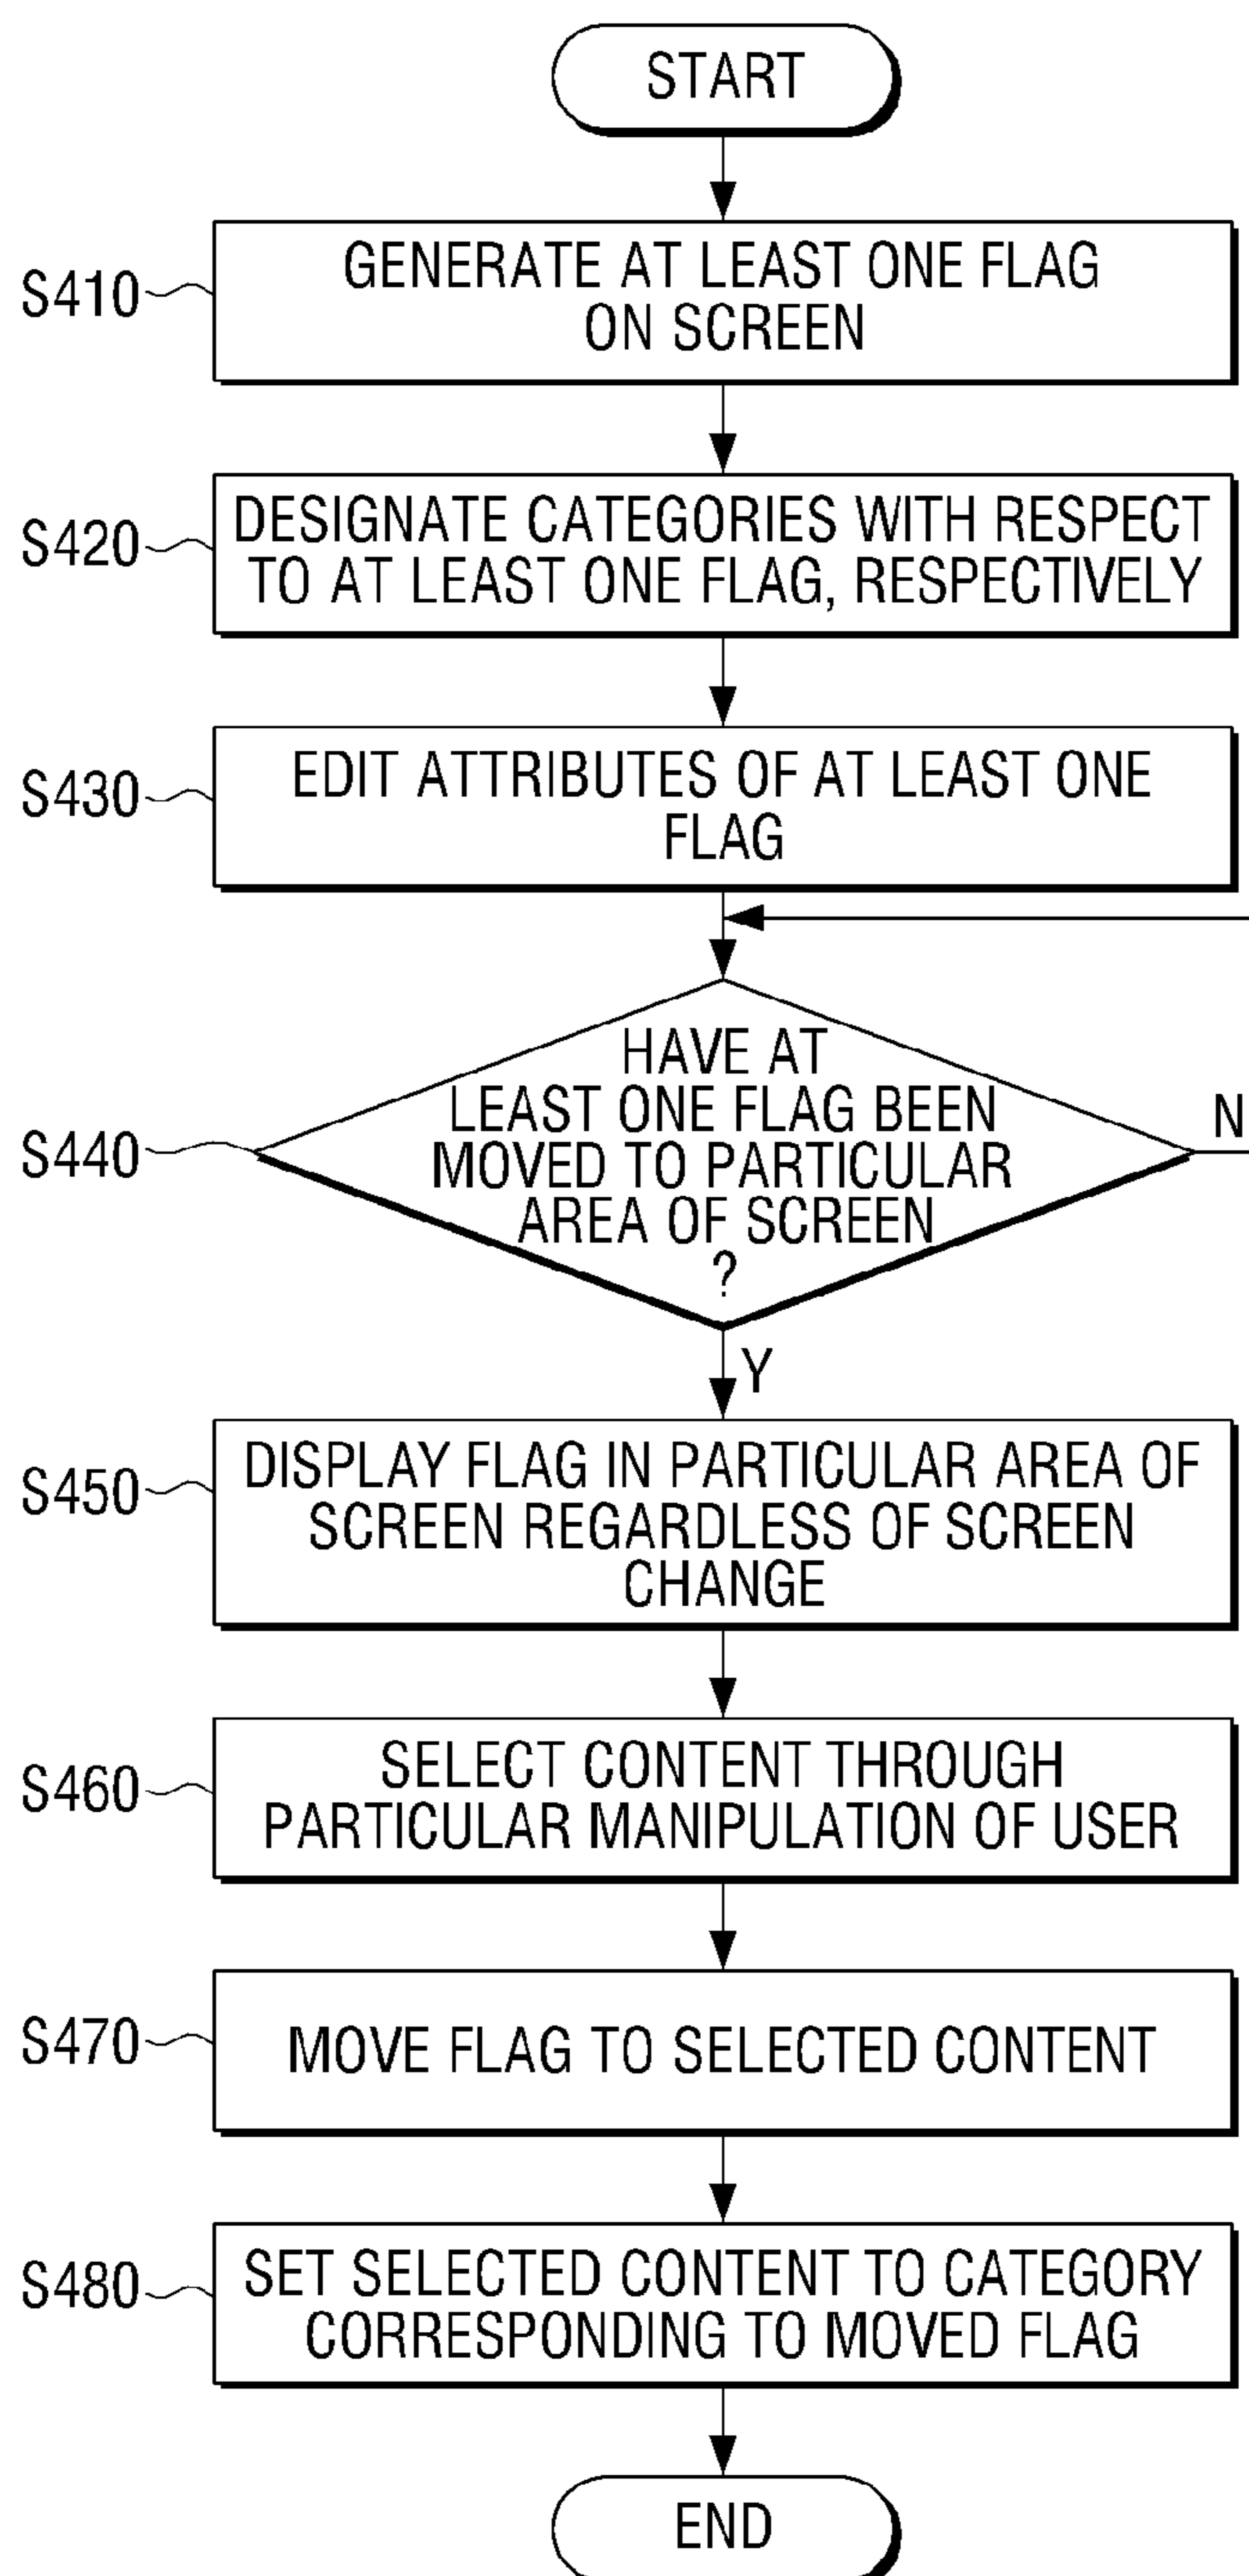 START
S410
GENERATE AT LEAST ONE FLAG
ON SCREEN
S420
DESIGNATE CATEGORIES WITH RESPECT
TO AT LEAST ONE FLAG, RESPECTIVELY
S430
EDIT ATTRIBUTES OF AT LEAST ONE
FLAG
S440
HAVE AT
LEAST ONE FLAG BEEN
MOVED TO PARTICULAR
AREA OF SCREEN
?
N
Y
S450
DISPLAY FLAG IN PARTICULAR AREA OF
SCREEN REGARDLESS OF SCREEN
CHANGE
S460
SELECT CONTENT THROUGH
PARTICULAR MANIPULATION OF USER
S470
MOVE FLAG TO SELECTED CONTENT
S480
SET SELECTED CONTENT TO CATEGORY
CORRESPONDING TO MOVED FLAG
END